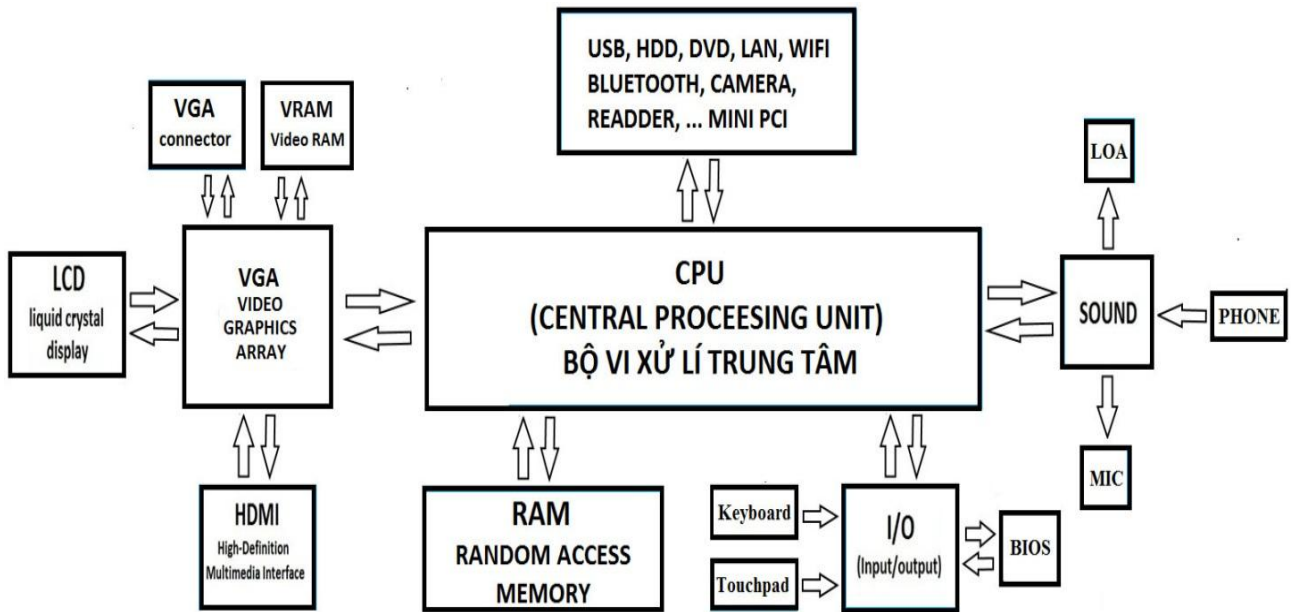 USB, HDD, DVD, LAN, WIFI
BLUETOOTH, CAMERA,
READDER, ... MINI PCI
VGA
connector
VRAM
Video RAM
LOA
LCD
liquid crystal
display
VGA
VIDEO
GRAPHICS
ARRAY
CPU
(CENTRAL PROCEESING UNIT)
BỘ VI XỬ LÍ TRUNG TÂM
SOUND
PHONE
MIC
HDMI
High-Definition
Multimedia Interface
RAM
RANDOM ACCESS
MEMORY
Keyboard
Touchpad
I/O
(Input/output)
BIOS